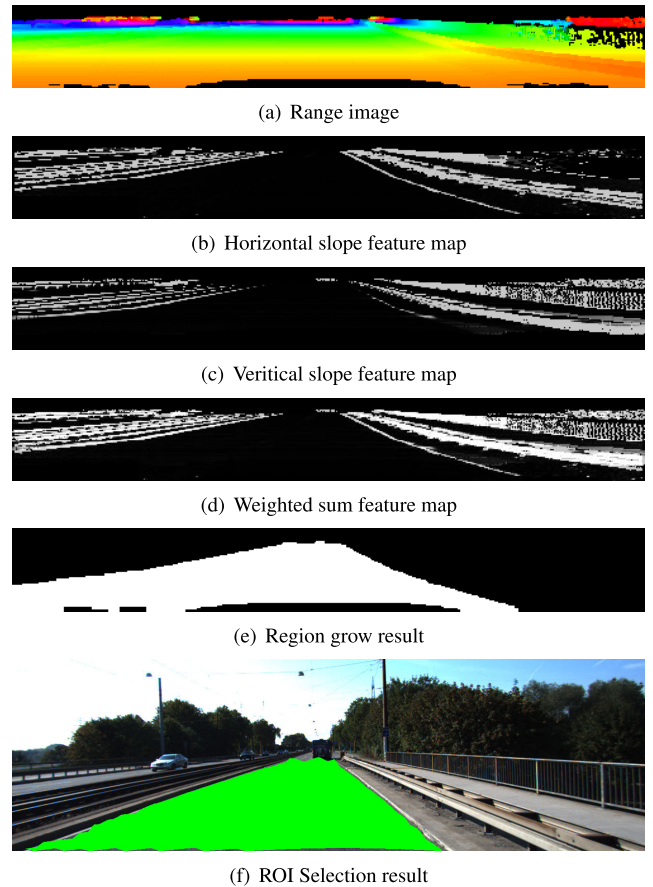 (a) Range image
(b) Horizontal slope feature map
(c) Veritical slope feature map
(d) Weighted sum feature map
(e) Region grow result
(f) ROI Selection result